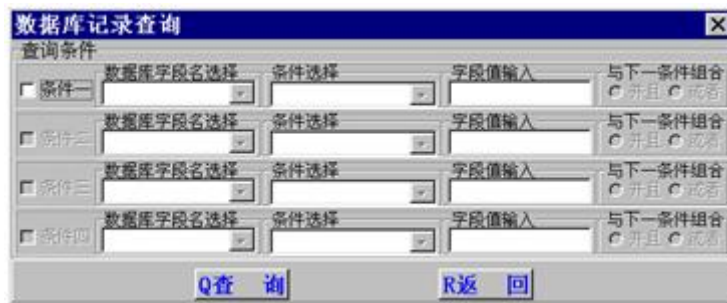 数据库记录查询
查询条件
数据库字段名选择 条件选择 字段值输入 与下一条件组合
条件一 并且 或者
数据库字段名选择 条件选择 字段值输入 与下一条件组合
条件二 并且 或者
数据库字段名选择 条件选择 字段值输入 与下一条件组合
条件三 并且 或者
数据库字段名选择 条件选择 字段值输入 与下一条件组合
条件四 并且 或者
Q查 询 R返 回